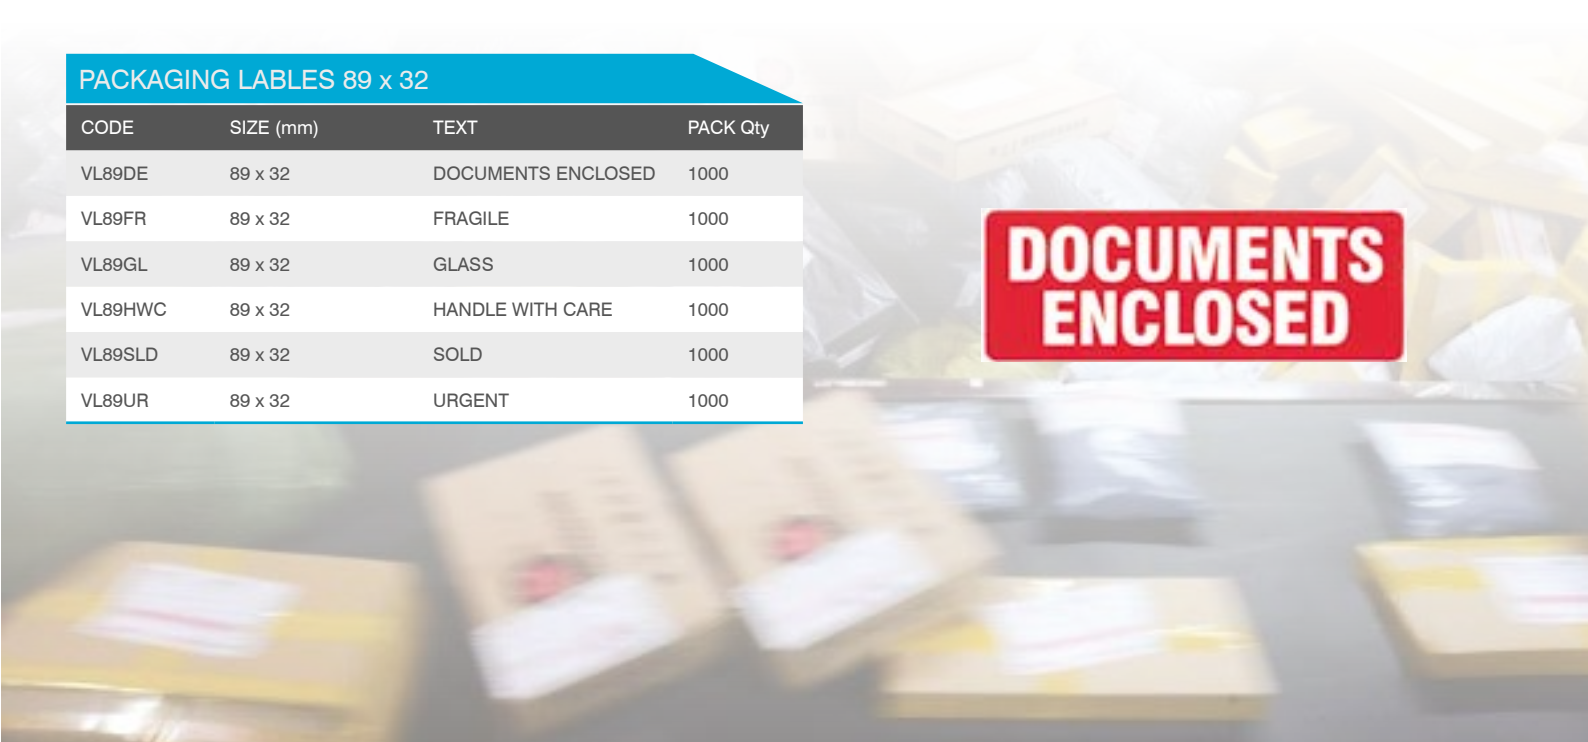 PACKAGING LABLES 89 x 32
CODE SIZE (mm) TEXT PACK Qty
VL89DE 89 x 32 DOCUMENTS ENCLOSED 1000
VL89FR 89 x 32 FRAGILE 1000
VL89GL 89 x 32 GLASS 1000
VL89HWC 89 x 32 HANDLE WITH CARE 1000
VL89SLD 89 x 32 SOLD 1000
VL89UR 89 x 32 URGENT 1000
DOCUMENTS
ENCLOSED